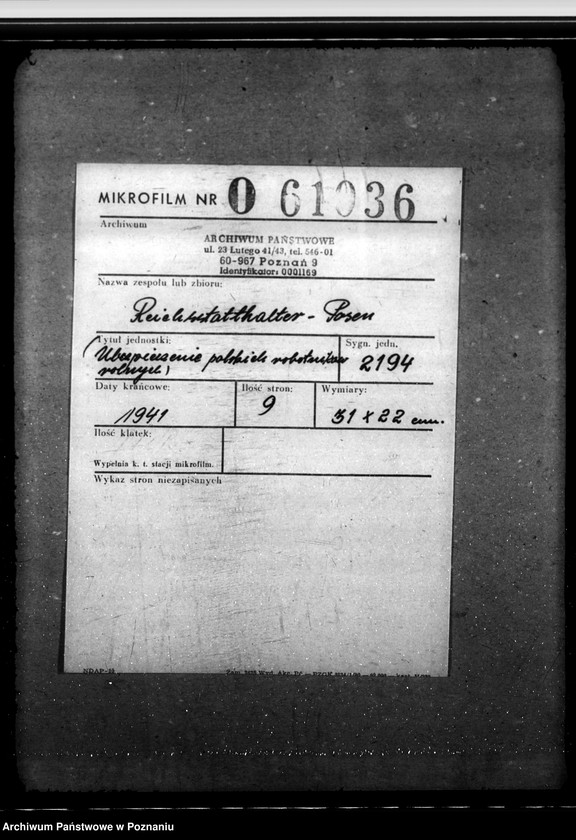 MIKROFILM NR O 61036
Archiwum
ARCHIWUM PAŃSTWOWE
ul. 23 Lutego 41/43, tel. 546-01
60-967 Poznań 9
Identyfikator: 0001169
Nazwa zespołu lub zbioru:
Reichsstatthalter - Posen
Tytuł jednostki:
Sygn. jedn.
(Ubezpieczenie polskich robotników
rolnych)
2194
Daty krańcowe:
Ilość stron:
Wymiary:
1941
9
31 x 22 cm.
Ilość klatek:
Wypełnia k. t. stacji mikrofilm.
Wykaz stron niezapisanych
Archiwum Państwowe w Poznaniu